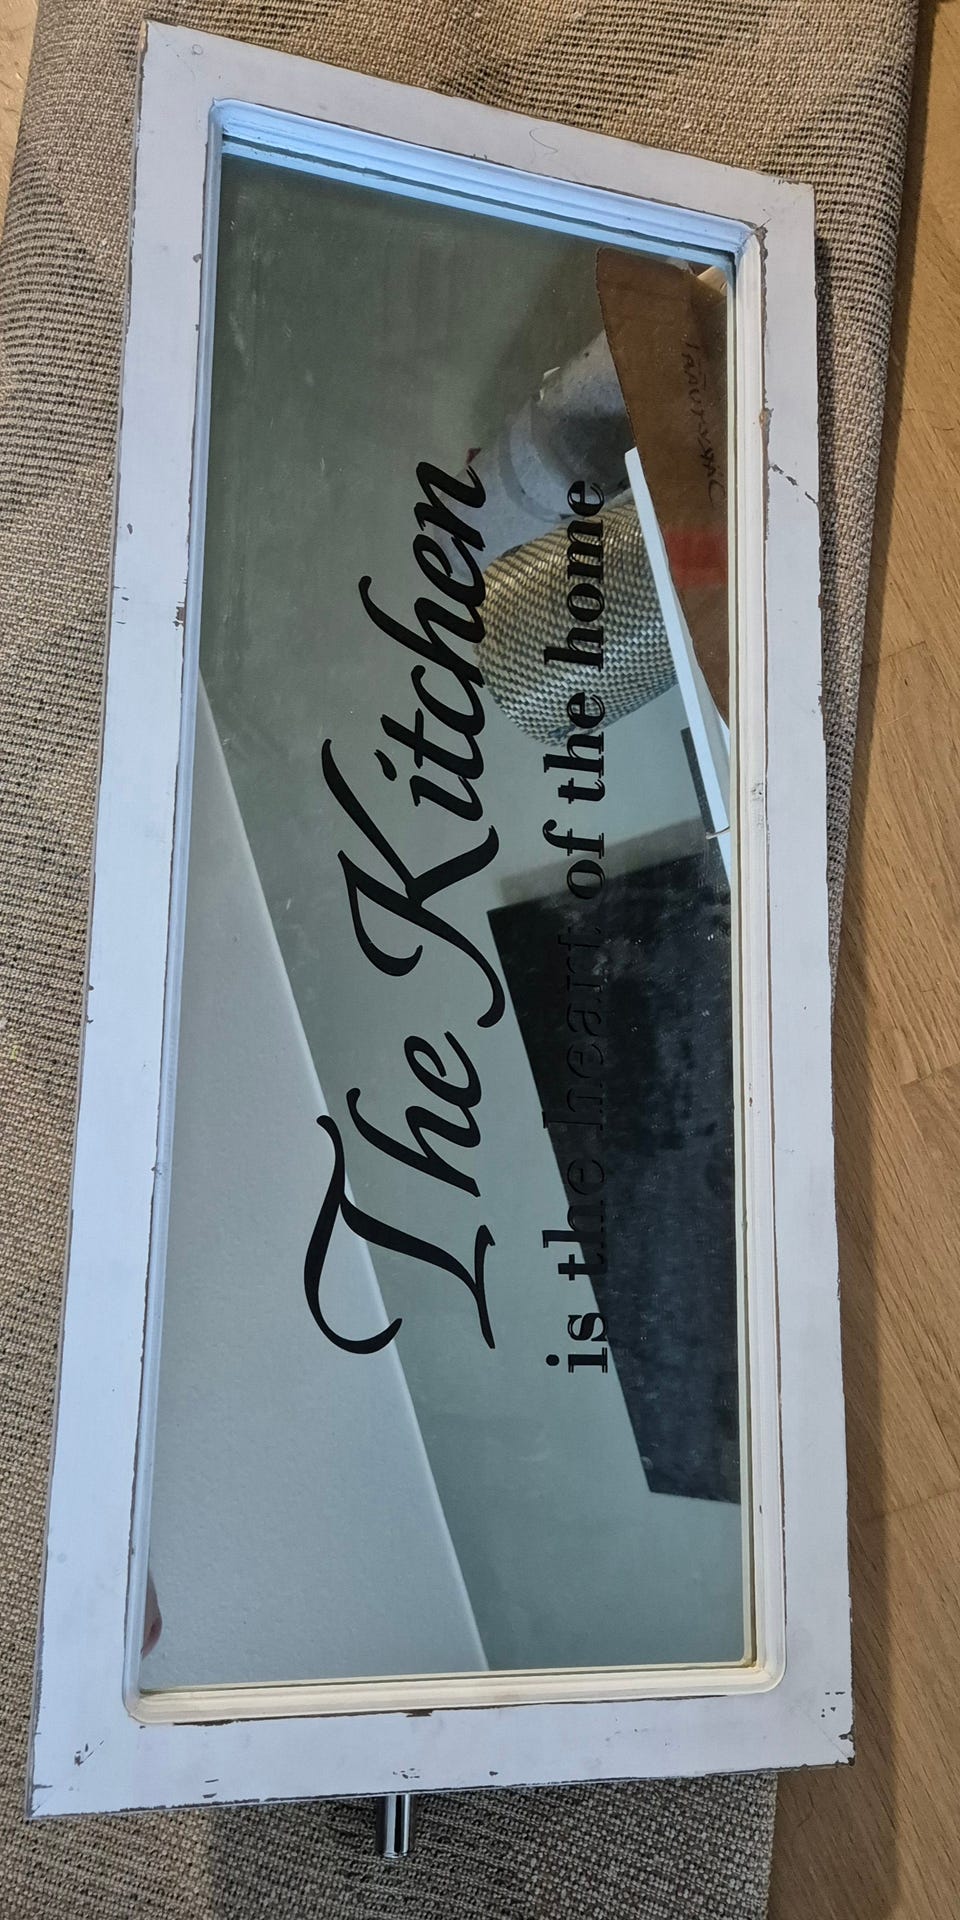 The Kitchen
is the heart of the home